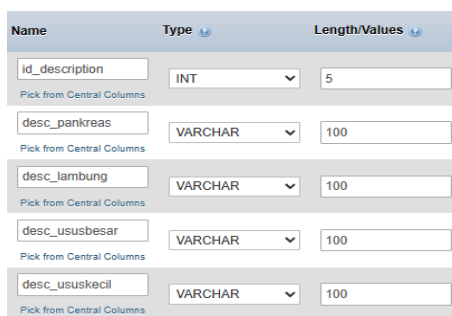 Name Type Length/Values
id_description INT 5
Pick from Central Columns
desc_pankreas VARCHAR 100
Pick from Central Columns
desc_lambung VARCHAR 100
Pick from Central Columns
desc_ususbesar VARCHAR 100
Pick from Central Columns
desc_ususkecil VARCHAR 100
Pick from Central Columns